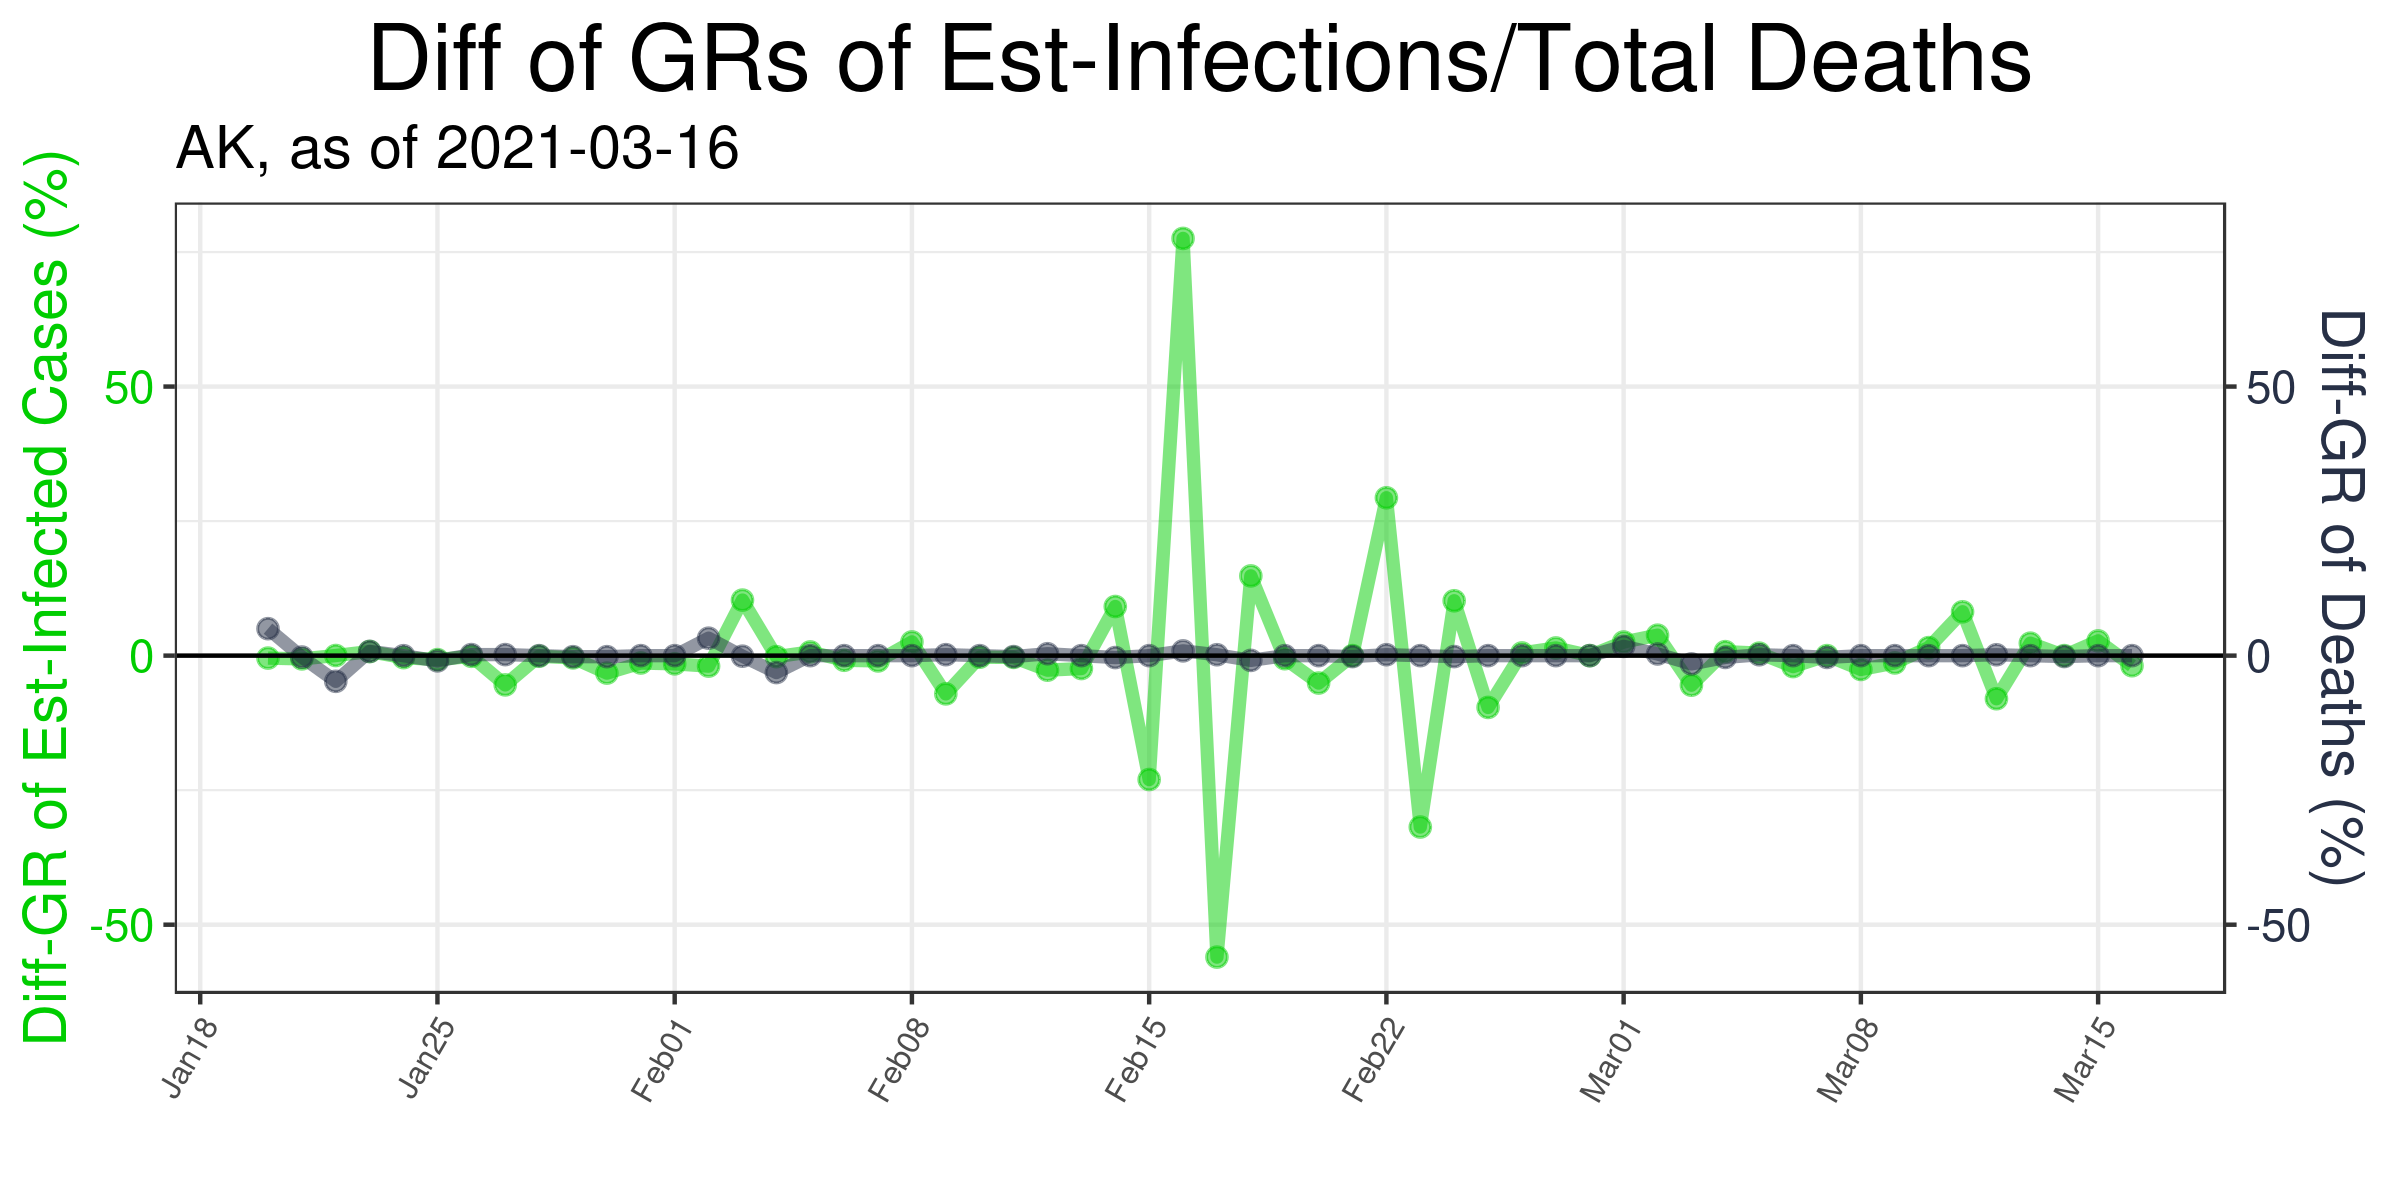 Diff of GRs of Est-Infections/Total Deaths
AK, as of 2021-03-16
Diff-GR of Est-Infected Cases (%)
50
0
-50
50
0
-50
Diff-GR of Deaths (%)
Jan18
Jan25
Feb01
Feb08
Feb15
Feb22
Mar01
Mar08
Mar15